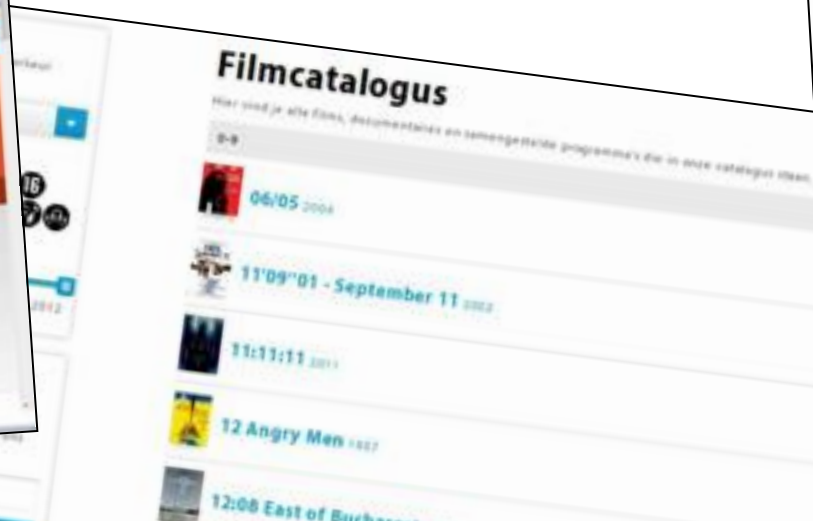 Filmcatalogus
Hier vind je alle films, documentaires en samengestelde programma's die in onze catalogus staan.
0-9
06/05 2004
11'09''01 - September 11 2002
11:11:11 2011
12 Angry Men 1957
12:08 East of
16
2012